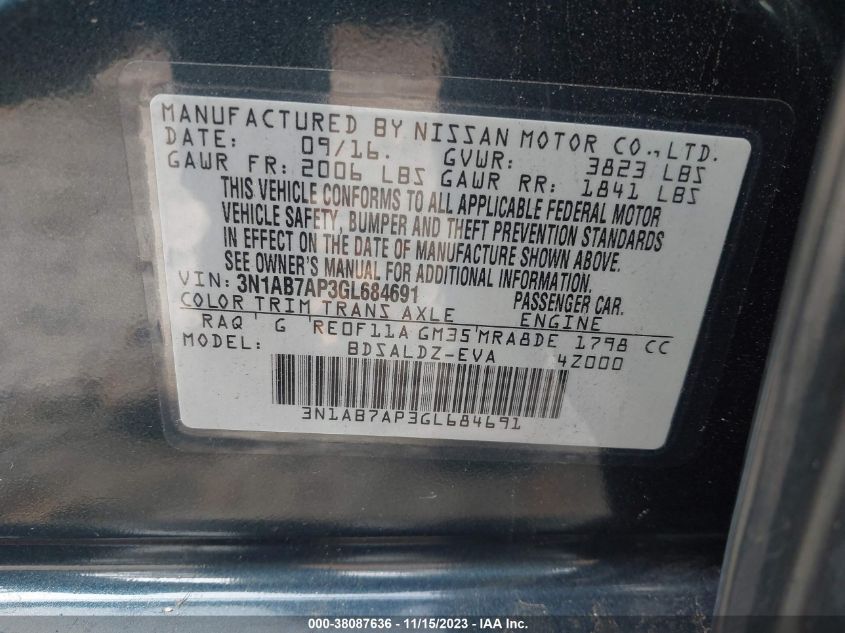 MANUFACTURED BY NISSAN MOTOR CO.,LTD.
DATE: 09/16. GVWR: 3823 LBS
GAWR FR: 2006 LBS GAWR RR: 1841 LBS
THIS VEHICLE CONFORMS TO ALL APPLICABLE FEDERAL MOTOR
VEHICLE SAFETY, BUMPER AND THEFT PREVENTION STANDARDS
IN EFFECT ON THE DATE OF MANUFACTURE SHOWN ABOVE.
SEE OWNER'S MANUAL FOR ADDITIONAL INFORMATION.
VIN: 3N1AB7AP3GL684691 PASSENGER CAR.
COLOR TRIM TRANS AXLE ENGINE
RAQ ' G 'RE0F11A GM35'MRA8DE 1798 CC
MODEL: BDSALDZ-EVA 4Z000
3N1AB7AP3GL684691
000-38087636 - 11/15/2023 - IAA Inc.